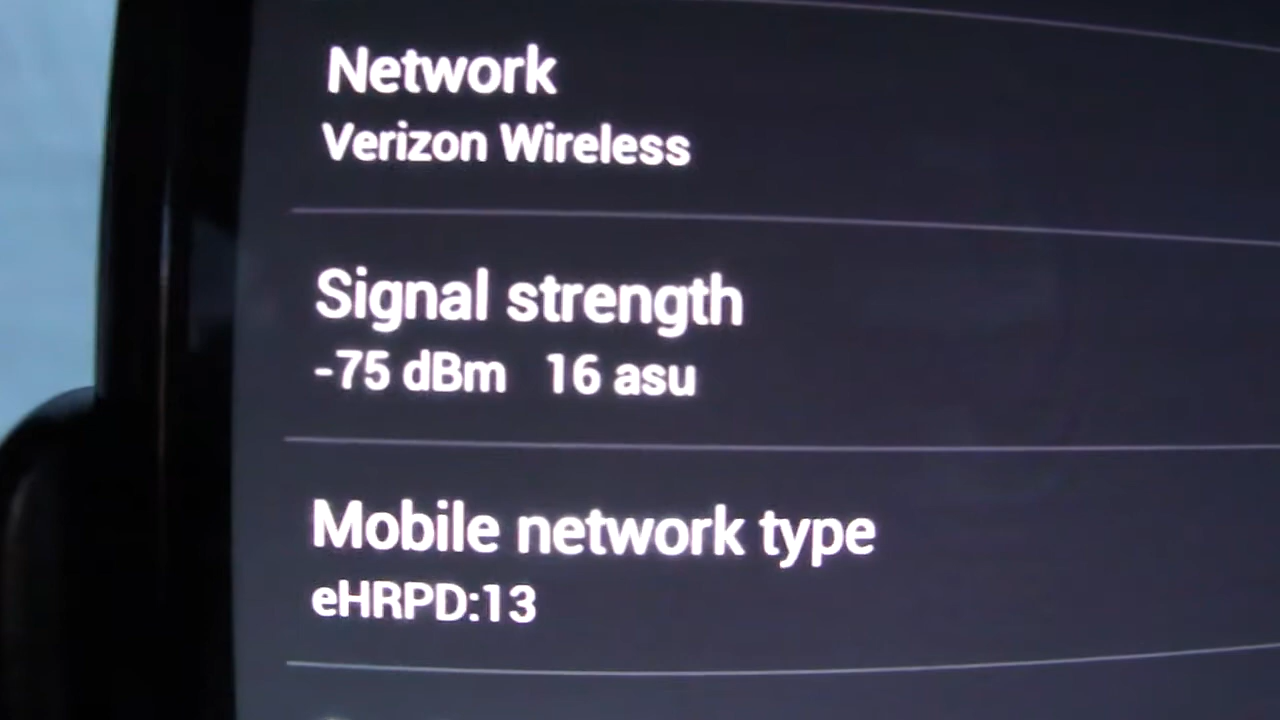 Network
Verizon Wireless
Signal strength
-75 dBm 16 asu
Mobile network type
eHRPD:13